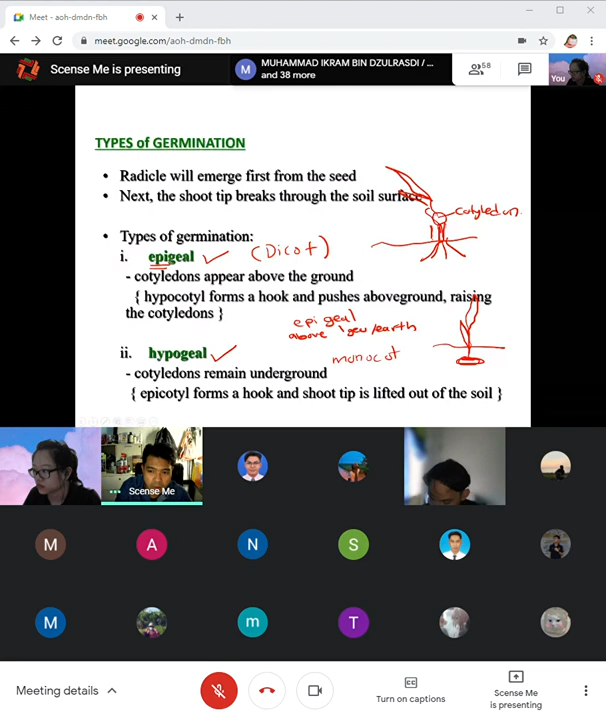 Meet - aoh-dmdn-fbh
meet.google.com/aoh-dmdn-fbh
Scense Me is presenting
M
MUHAMMAD IKRAM BIN DZULRASDI / ...
and 38 more
58
You
TYPES of GERMINATION
• Radicle will emerge first from the seed
• Next, the shoot tip breaks through the soil surface
cotyledon
• Types of germination:
i. epigeal (Dicot)
- cotyledons appear above the ground
{ hypocotyl forms a hook and pushes aboveground, raising
the cotyledons }
epi geal
above geo/earth
ii. hypogeal
monocot
- cotyledons remain underground
{ epicotyl forms a hook and shoot tip is lifted out of the soil }
Scense Me
M A N S
M m T
Meeting details
CC
Turn on captions
Scense Me
is presenting